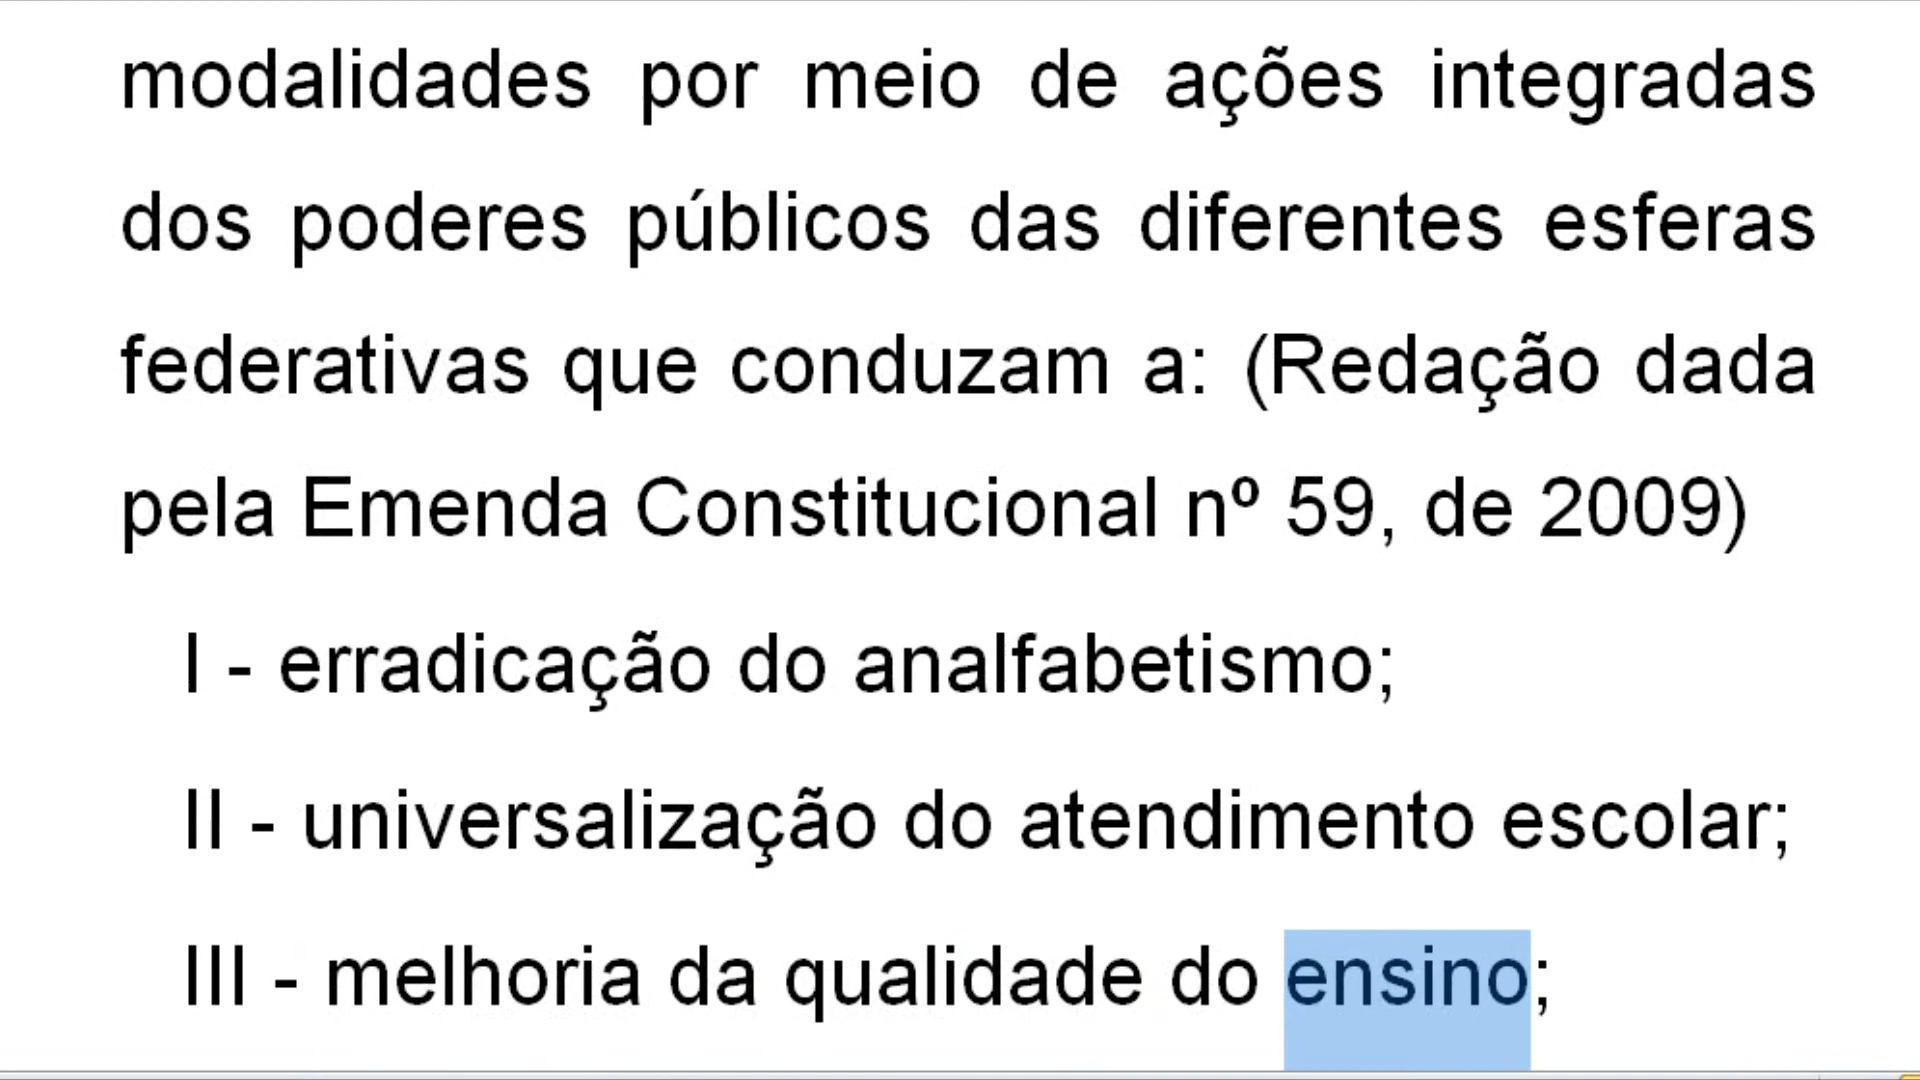 modalidades por meio de ações integradas
dos poderes públicos das diferentes esferas
federativas que conduzam a: (Redação dada
pela Emenda Constitucional nº 59, de 2009)
I - erradicação do analfabetismo;
II - universalização do atendimento escolar;
III - melhoria da qualidade do ensino;